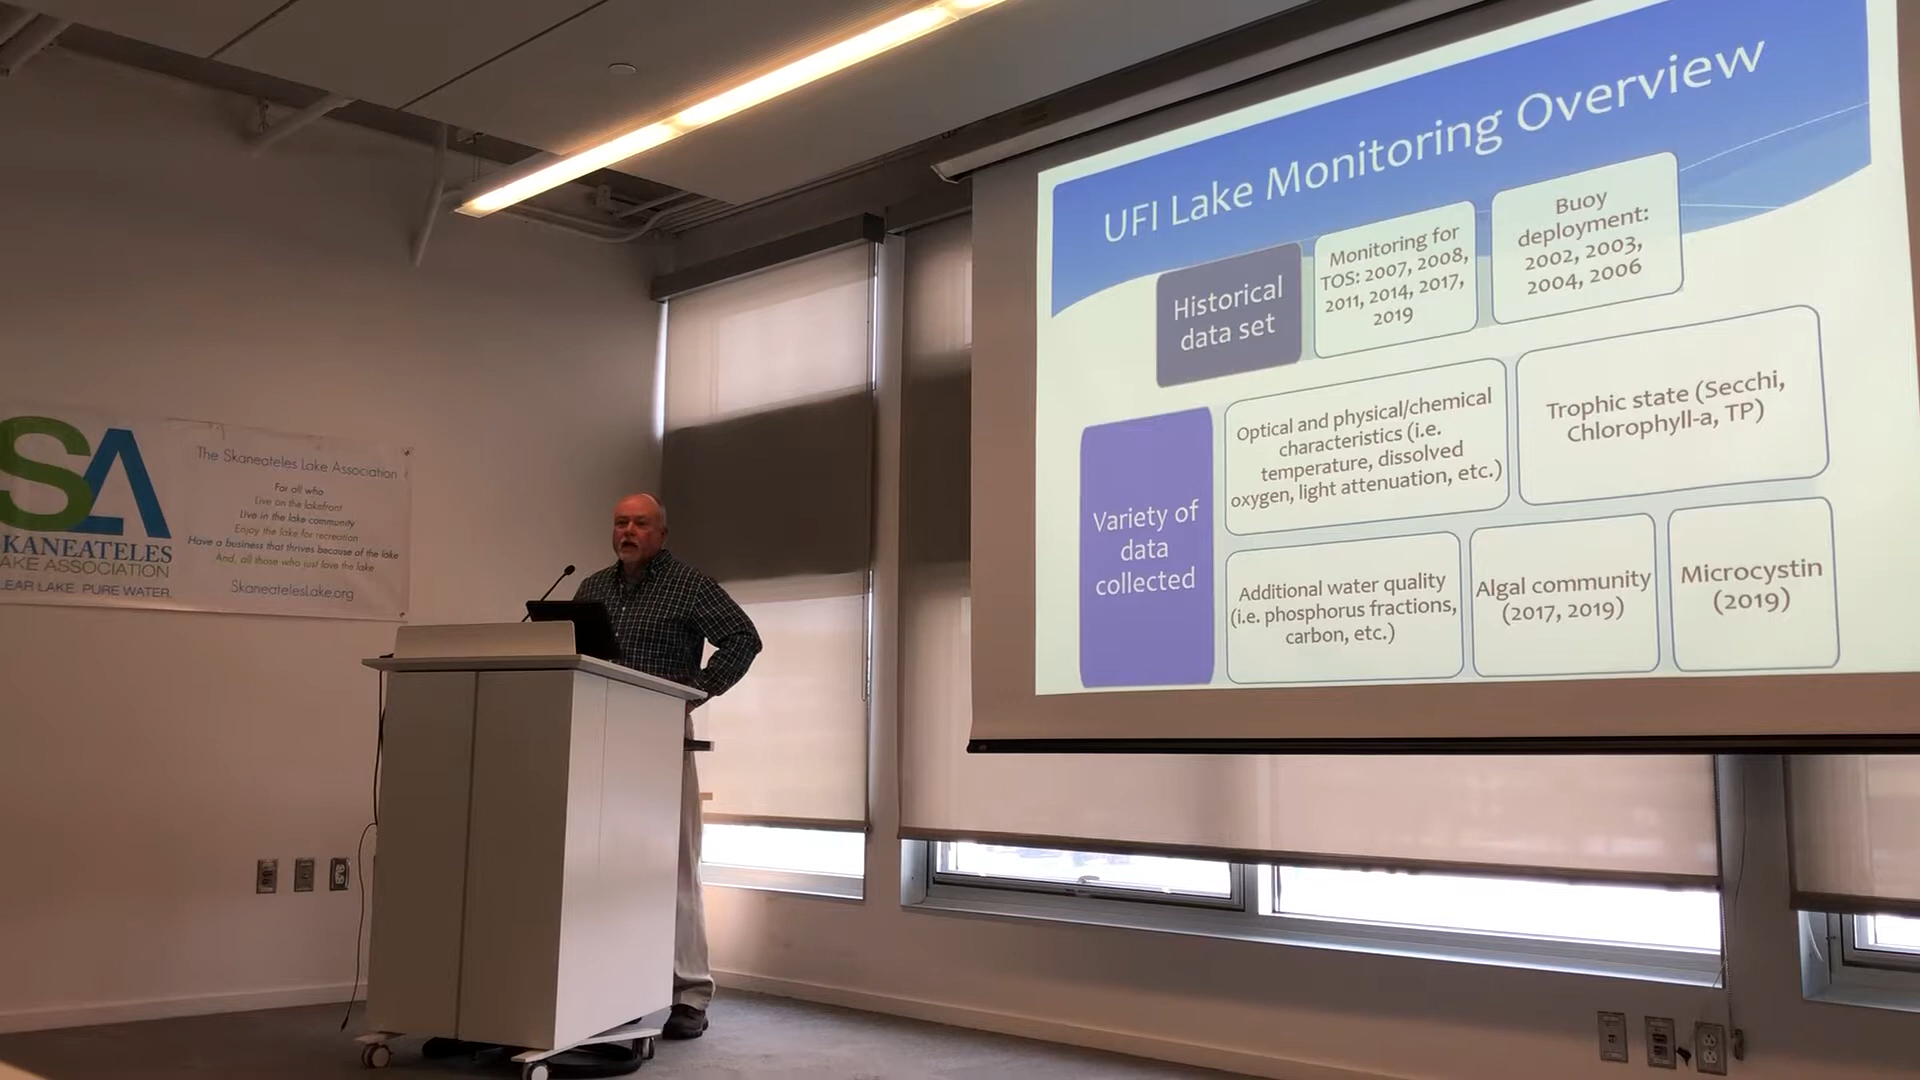 UFI Lake Monitoring Overview
Historical
data set
Monitoring for
TOS: 2007, 2008,
2011, 2014, 2017,
2019
Buoy
deployment:
2002, 2003,
2004, 2006
Variety of
data
collected
Optical and physical/chemical
characteristics (i.e.
temperature, dissolved
oxygen, light attenuation, etc.)
Trophic state (Secchi,
Chlorophyll-a, TP)
Additional water quality
(i.e. phosphorus fractions,
carbon, etc.)
Algal community
(2017, 2019)
Microcystin
(2019)
SLA
KANEATELES
AKE ASSOCIATION
LEAR LAKE. PURE WATER.
The Skaneateles Lake Association
For all who
Live on the lakefront
Live in the lake community
Enjoy the lake for recreation
Have a business that thrives because of the lake
And, all those who just love the lake
SkaneatelesLake.org